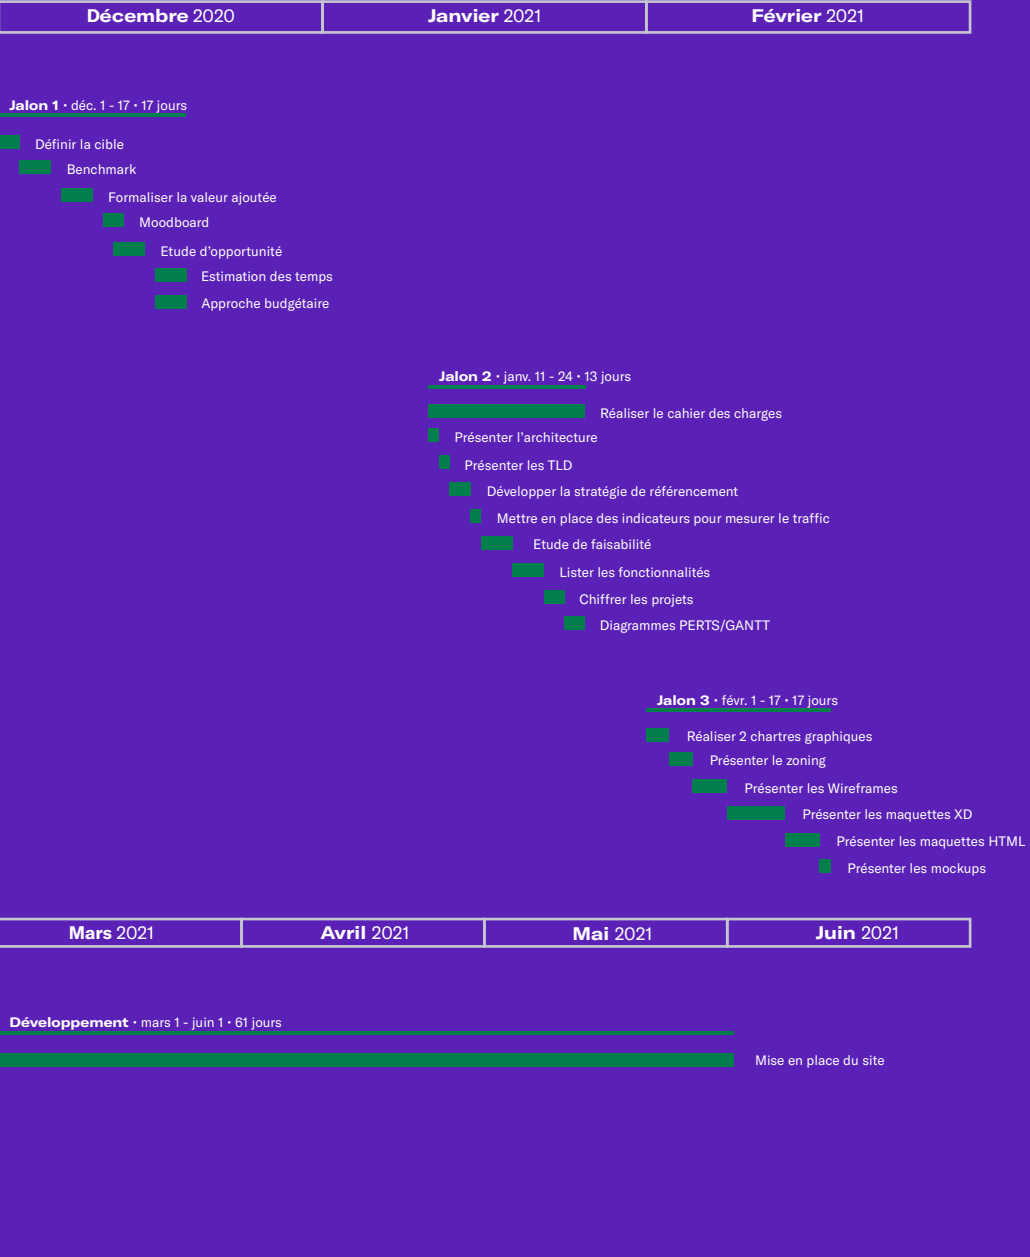 Décembre 2020
Janvier 2021
Février 2021
Jalon 1 • déc. 1 - 17 • 17 jours
Définir la cible
Benchmark
Formaliser la valeur ajoutée
Moodboard
Etude d'opportunité
Estimation des temps
Approche budgétaire
Jalon 2 • janv. 11 - 24 • 13 jours
Réaliser le cahier des charges
Présenter l'architecture
Présenter les TLD
Développer la stratégie de référencement
Mettre en place des indicateurs pour mesurer le traffic
Etude de faisabilité
Lister les fonctionnalités
Chiffrer les projets
Diagrammes PERTS/GANTT
Jalon 3 • févr. 1 - 17 • 17 jours
Réaliser 2 chartres graphiques
Présenter le zoning
Présenter les Wireframes
Présenter les maquettes XD
Présenter les maquettes HTML
Présenter les mockups
Mars 2021
Avril 2021
Mai 2021
Juin 2021
Développement • mars 1 - juin 1 • 61 jours
Mise en place du site